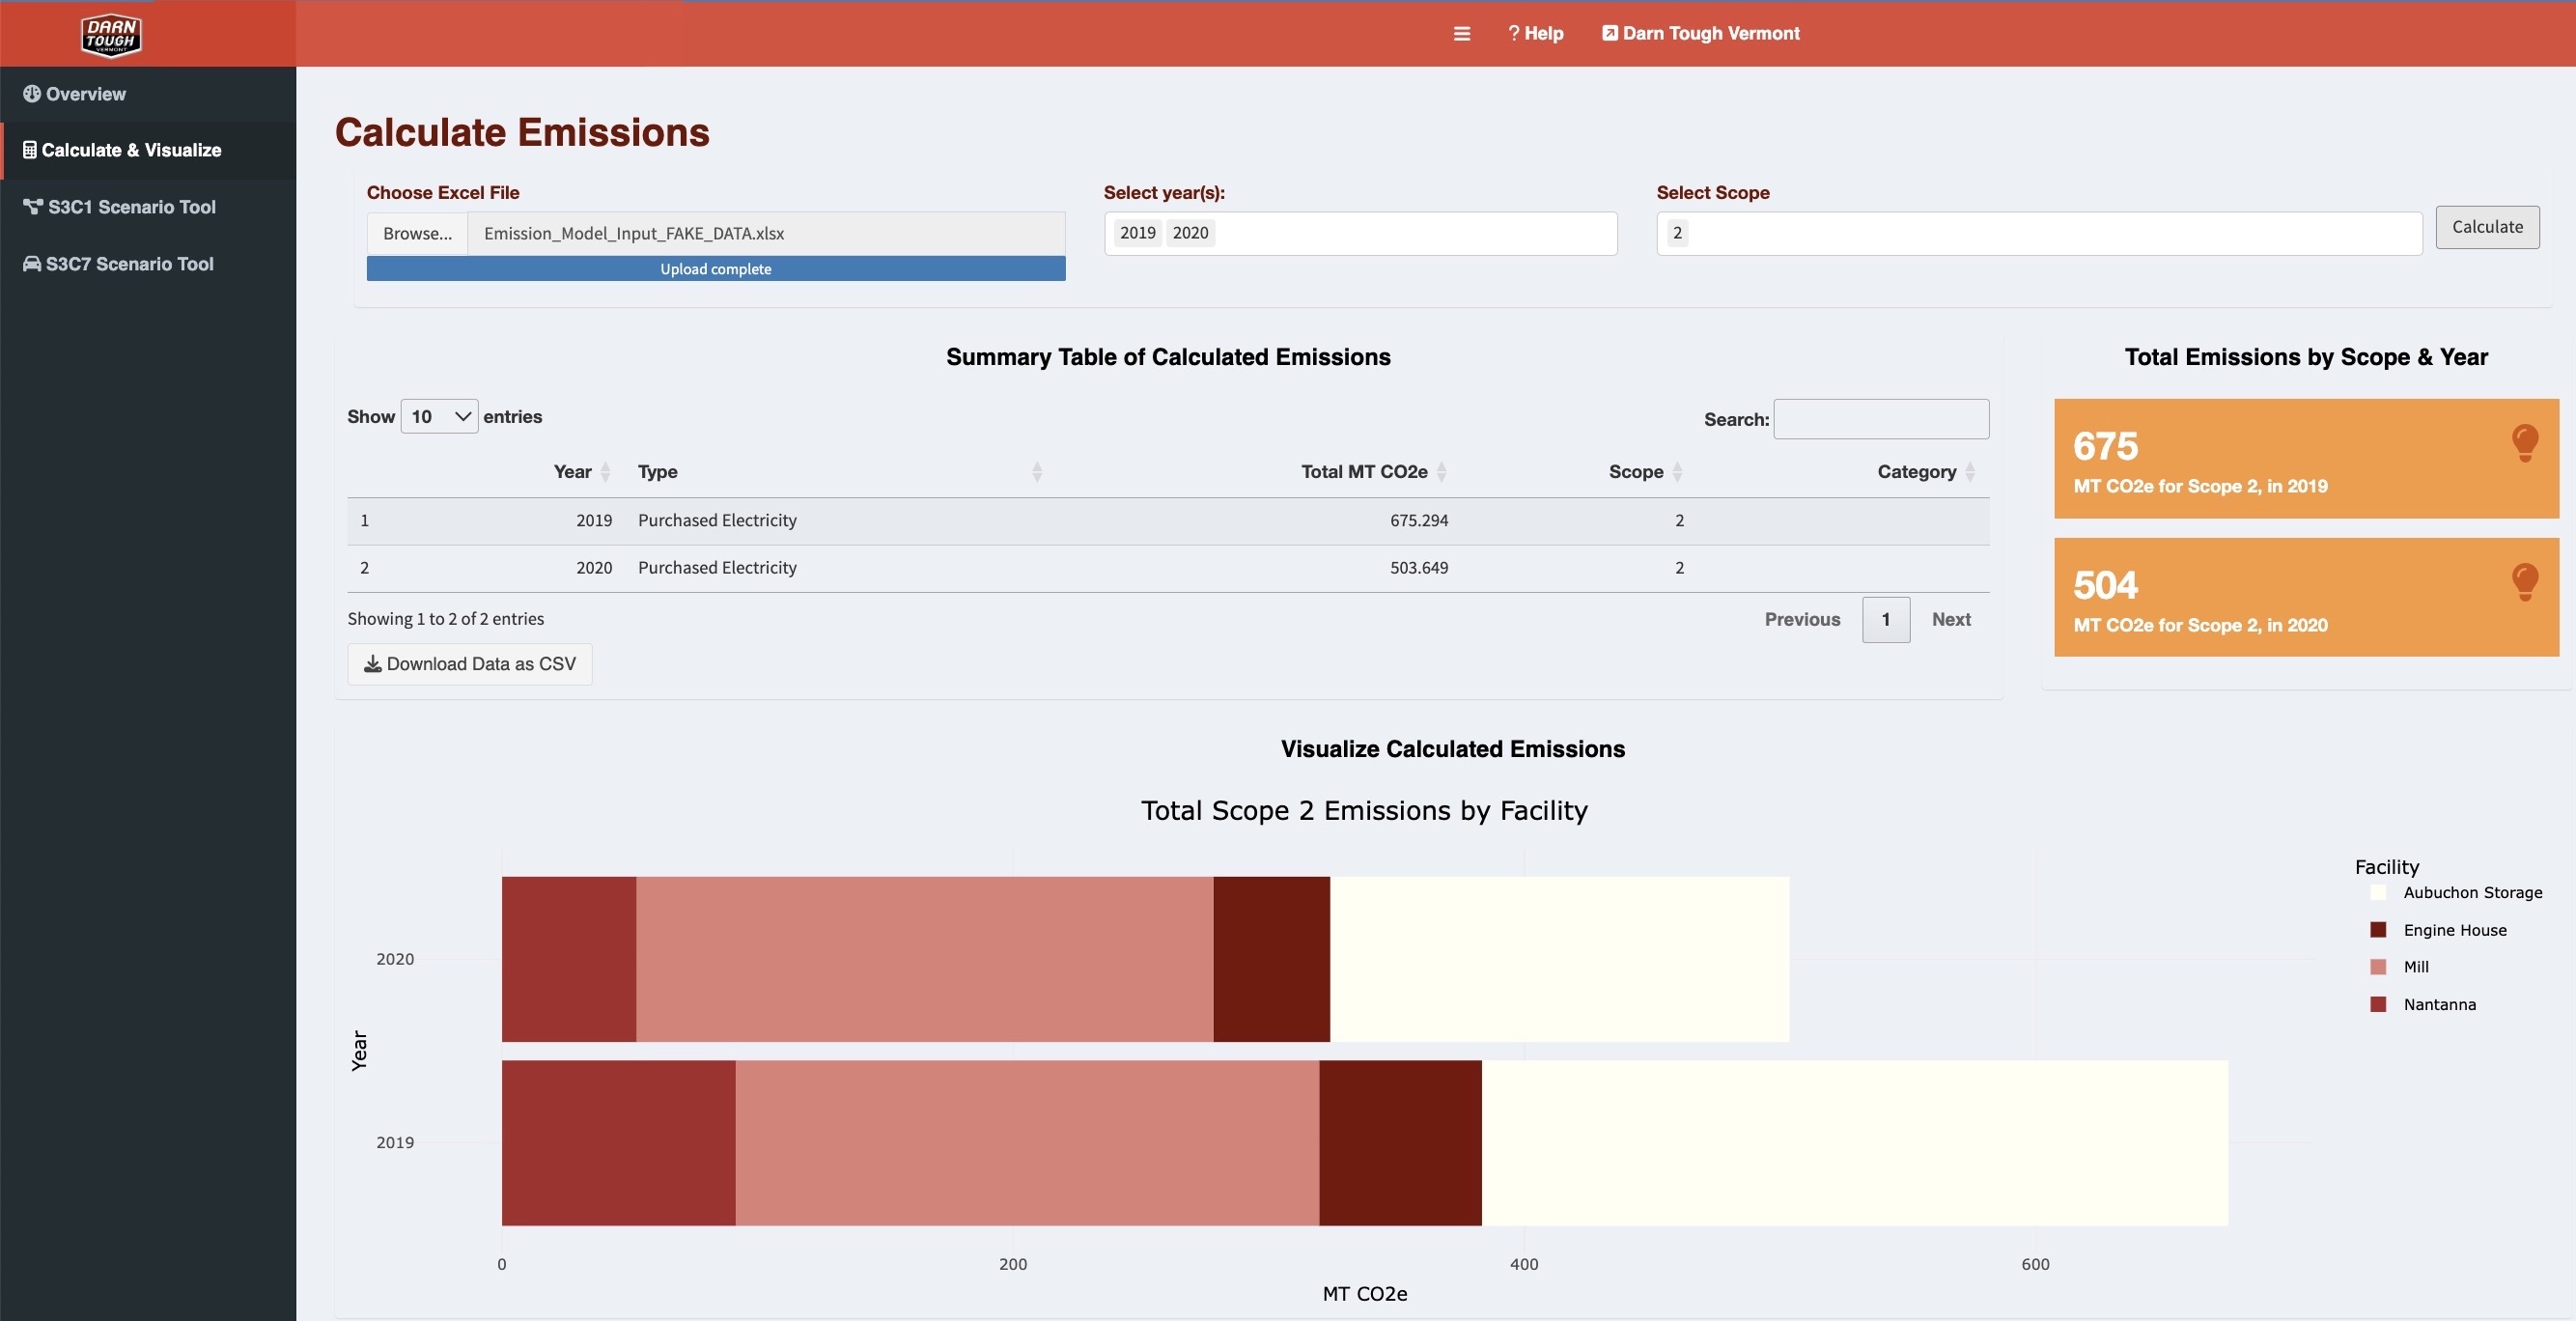 DARN
TOUGH
VERMONT
? Help
Darn Tough Vermont
Overview
Calculate & Visualize
S3C1 Scenario Tool
S3C7 Scenario Tool
Calculate Emissions
Choose Excel File
Browse...
Emission_Model_Input_FAKE_DATA.xlsx
Upload complete
Select year(s):
2019 2020
Select Scope
2
Calculate
Summary Table of Calculated Emissions
Show 10 entries
Search:
Year Type Total MT CO2e Scope Category
1 2019 Purchased Electricity 675.294 2
2 2020 Purchased Electricity 503.649 2
Showing 1 to 2 of 2 entries
Previous 1 Next
Download Data as CSV
Total Emissions by Scope & Year
675
MT CO2e for Scope 2, in 2019
504
MT CO2e for Scope 2, in 2020
Visualize Calculated Emissions
Total Scope 2 Emissions by Facility
Facility
Aubuchon Storage
Engine House
Mill
Nantanna
Year
2020
2019
0 200 400 600
MT CO2e